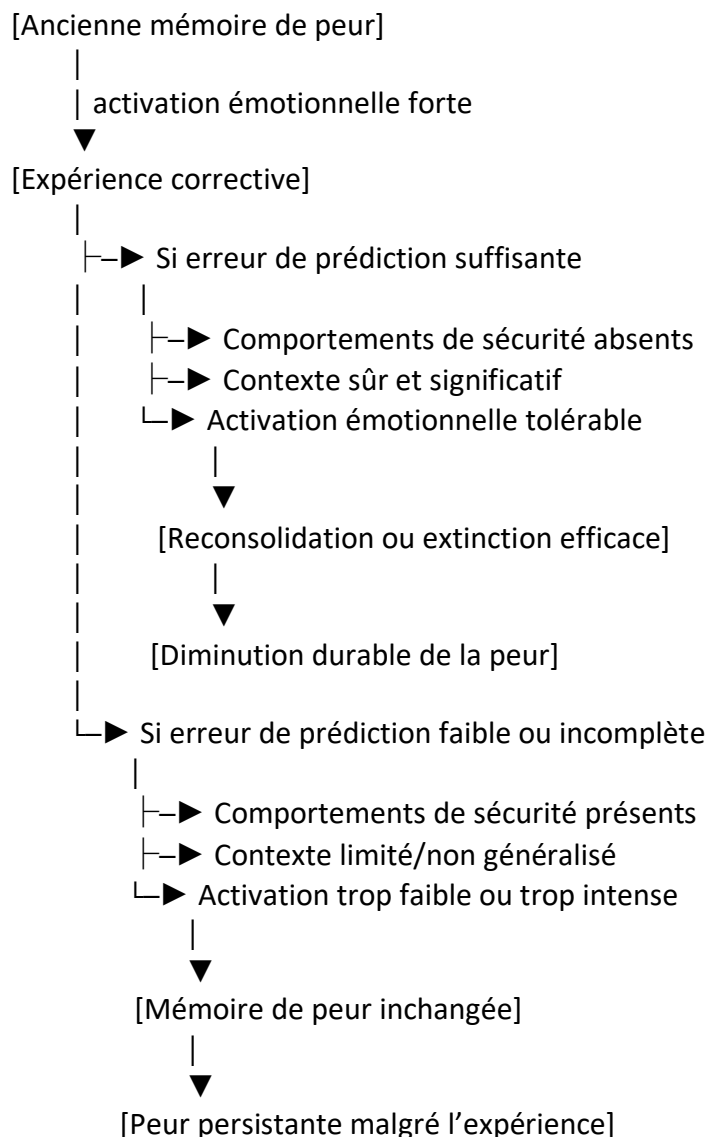 [Ancienne mémoire de peur]
activation émotionnelle forte
[Expérience corrective]
Si erreur de prédiction suffisante
Comportements de sécurité absents
Contexte sûr et significatif
Activation émotionnelle tolérable
[Reconsolidation ou extinction efficace]
[Diminution durable de la peur]
Si erreur de prédiction faible ou incomplète
Comportements de sécurité présents
Contexte limité/non généralisé
Activation trop faible ou trop intense
[Mémoire de peur inchangée]
[Peur persistante malgré l’expérience]